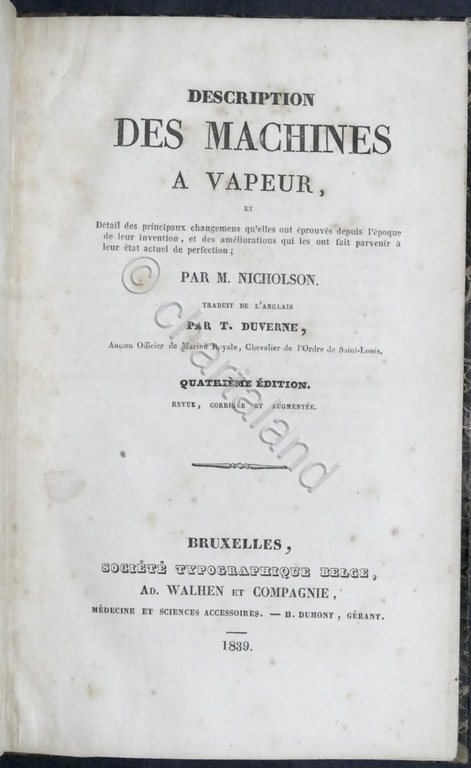 DESCRIPTION
DES MACHINES
A VAPEUR,
ET
Détail des principaux changemens qu'elles ont éprouvés depuis l'époque
de leur invention, et des améliorations qui les ont fait parvenir à
leur état actuel de perfection;
PAR M. NICHOLSON.
TRADUIT DE L'ANGLAIS
PAR T. DUVERNE,
Ancien Officier de Marine Royale, Chevalier de l'Ordre de Saint-Louis.
QUATRIÈME ÉDITION.
REVUE, CORRIGÉE ET AUGMENTÉE.
© chartaland
BRUXELLES,
SOCIÉTÉ TYPOGRAPHIQUE BELGE,
AD. WALHEN ET COMPAGNIE,
MÉDECINE ET SCIENCES ACCESSOIRES. — H. DUMONT, GÉRANT.
1839.